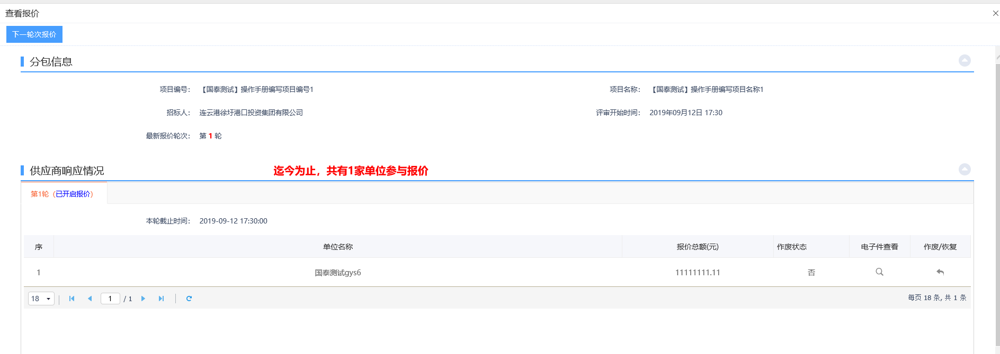 查看报价
下一轮次报价
分包信息
项目编号： 【国泰测试】操作手册编写项目编号1 项目名称： 【国泰测试】操作手册编写项目名称1
招标人： 连云港徐圩港口投资集团有限公司 评审开始时间： 2019年09月12日 17:30
最新报价轮次： 第 1 轮
供应商响应情况 迄今为止，共有1家单位参与报价
第1轮（已开启报价）
本轮截止时间： 2019-09-12 17:30:00
序 单位名称 报价总额(元) 作废状态 电子件查看 作废/恢复
1 国泰测试gys6 11111111.11 否
18 1 / 1 每页 18 条, 共 1 条